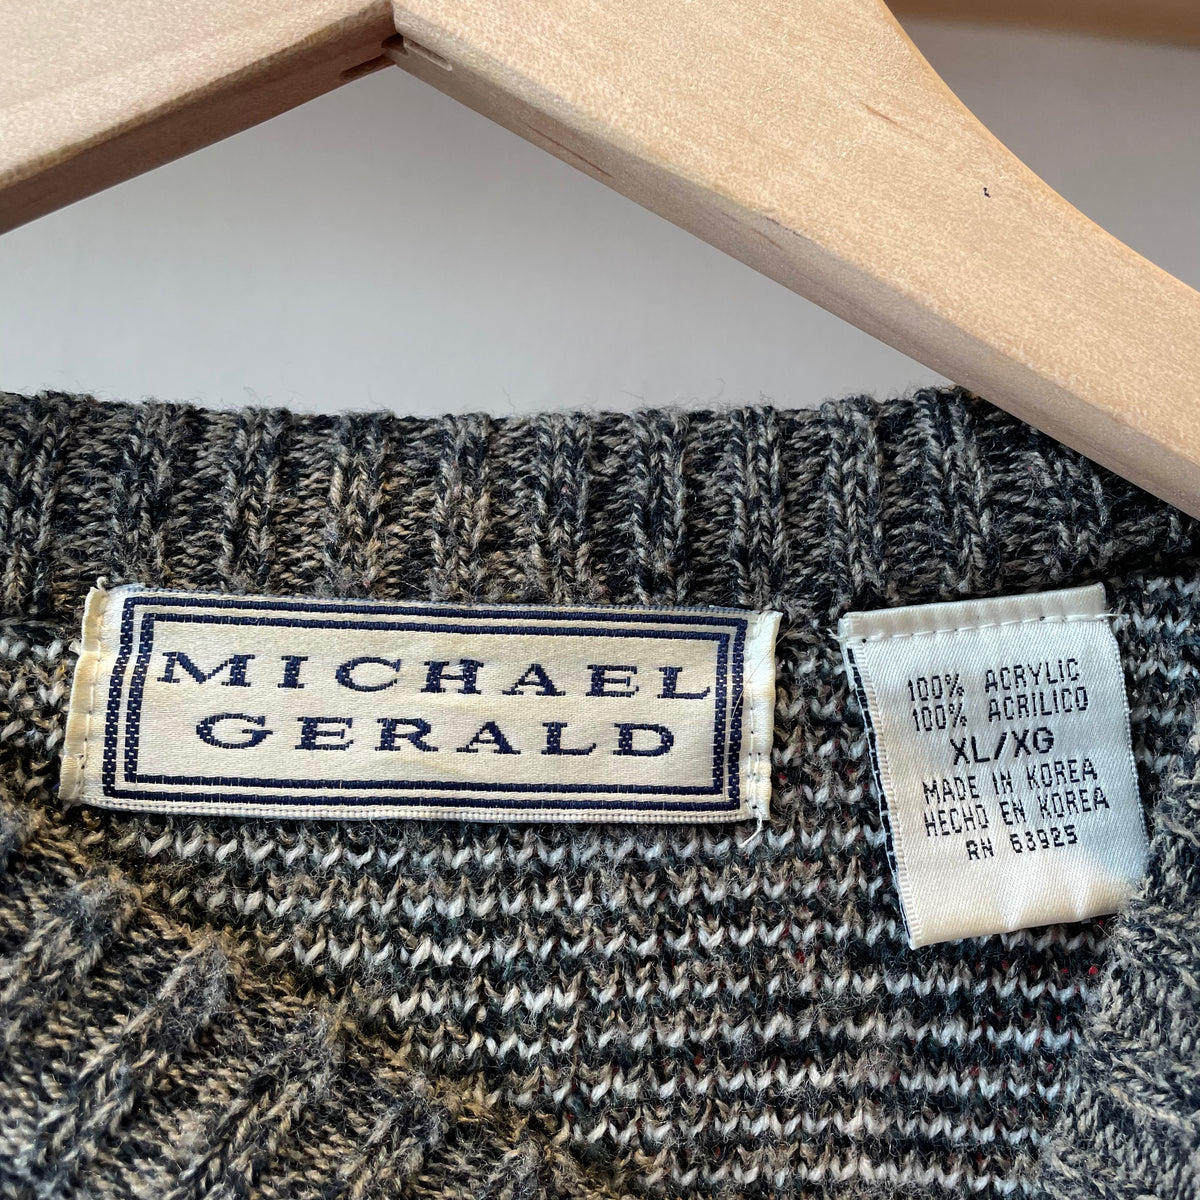 MICHAEL
GERALD
100% ACRYLIC
100% ACRILICO
XL/XG
MADE IN KOREA
HECHO EN KOREA
RN 63925